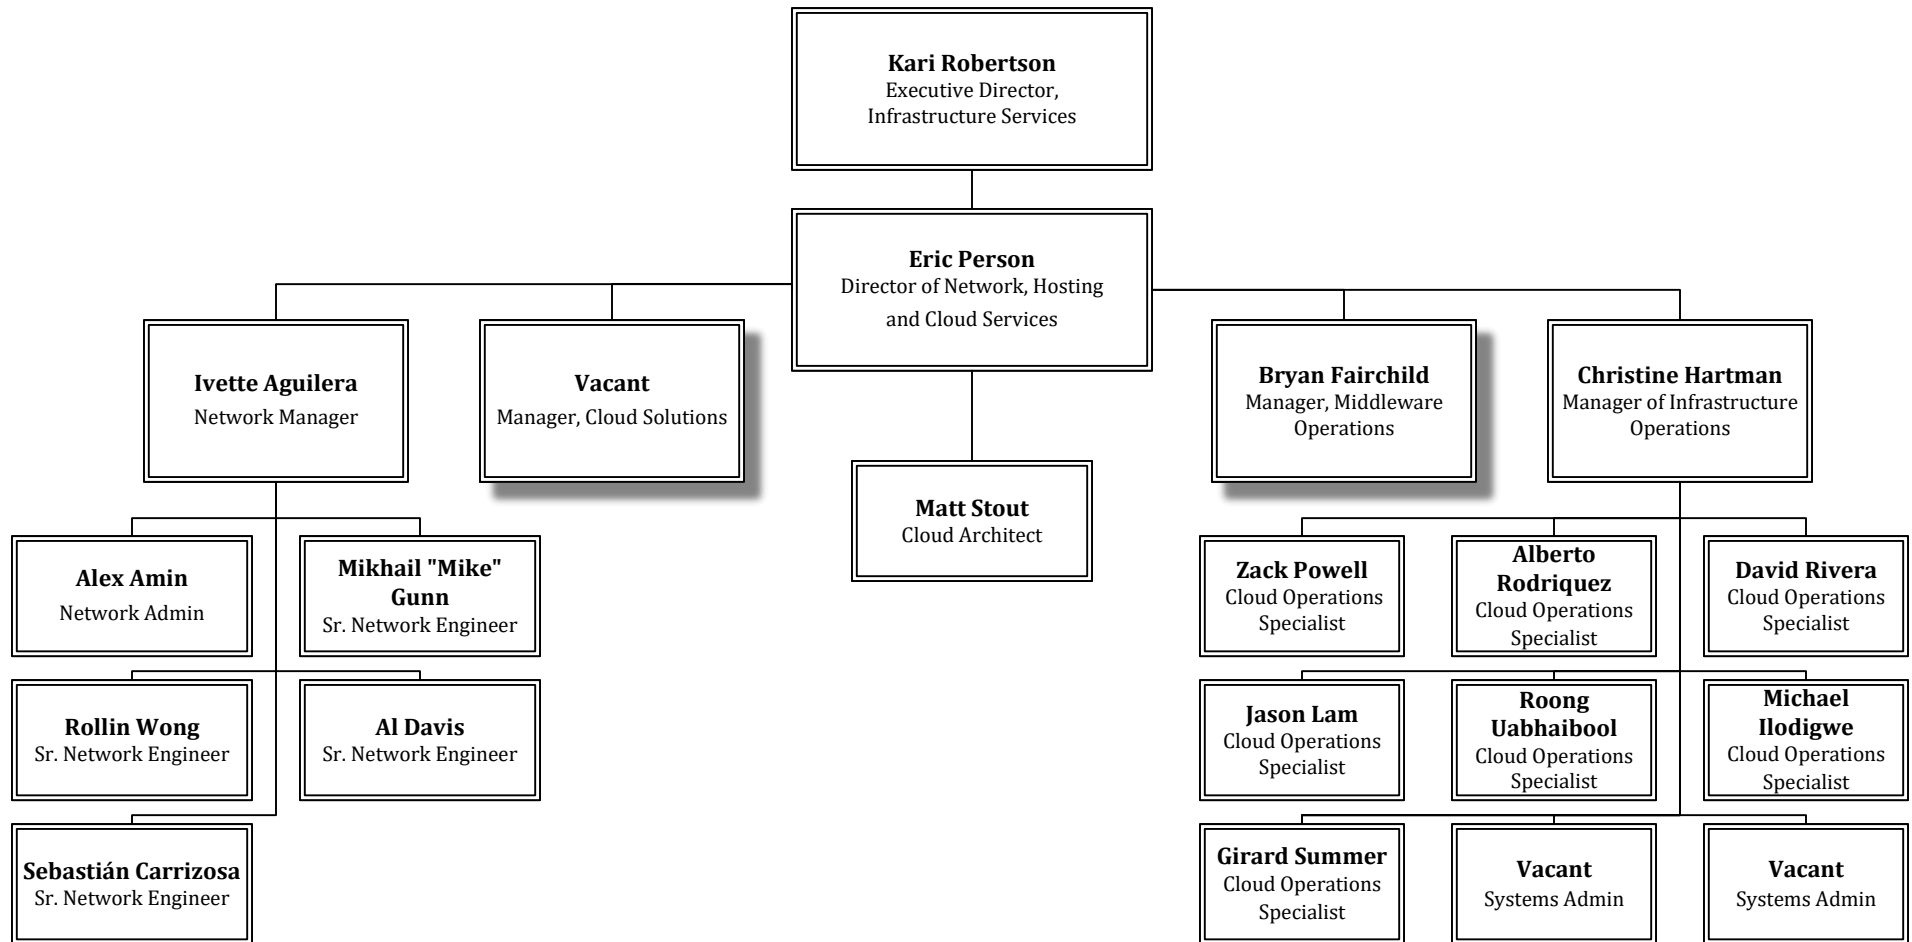 Kari Robertson
Executive Director,
Infrastructure Services
Eric Person
Director of Network, Hosting
and Cloud Services
Ivette Aguilera
Network Manager
Vacant
Manager, Cloud Solutions
Bryan Fairchild
Manager, Middleware
Operations
Christine Hartman
Manager of Infrastructure
Operations
Matt Stout
Cloud Architect
Alex Amin
Network Admin
Mikhail "Mike"
Gunn
Sr. Network Engineer
Zack Powell
Cloud Operations
Specialist
Alberto
Rodriquez
Cloud Operations
Specialist
David Rivera
Cloud Operations
Specialist
Rollin Wong
Sr. Network Engineer
Al Davis
Sr. Network Engineer
Jason Lam
Cloud Operations
Specialist
Roong
Uabhaibool
Cloud Operations
Specialist
Michael
Ilodigwe
Cloud Operations
Specialist
Sebastián Carrizosa
Sr. Network Engineer
Girard Summer
Cloud Operations
Specialist
Vacant
Systems Admin
Vacant
Systems Admin